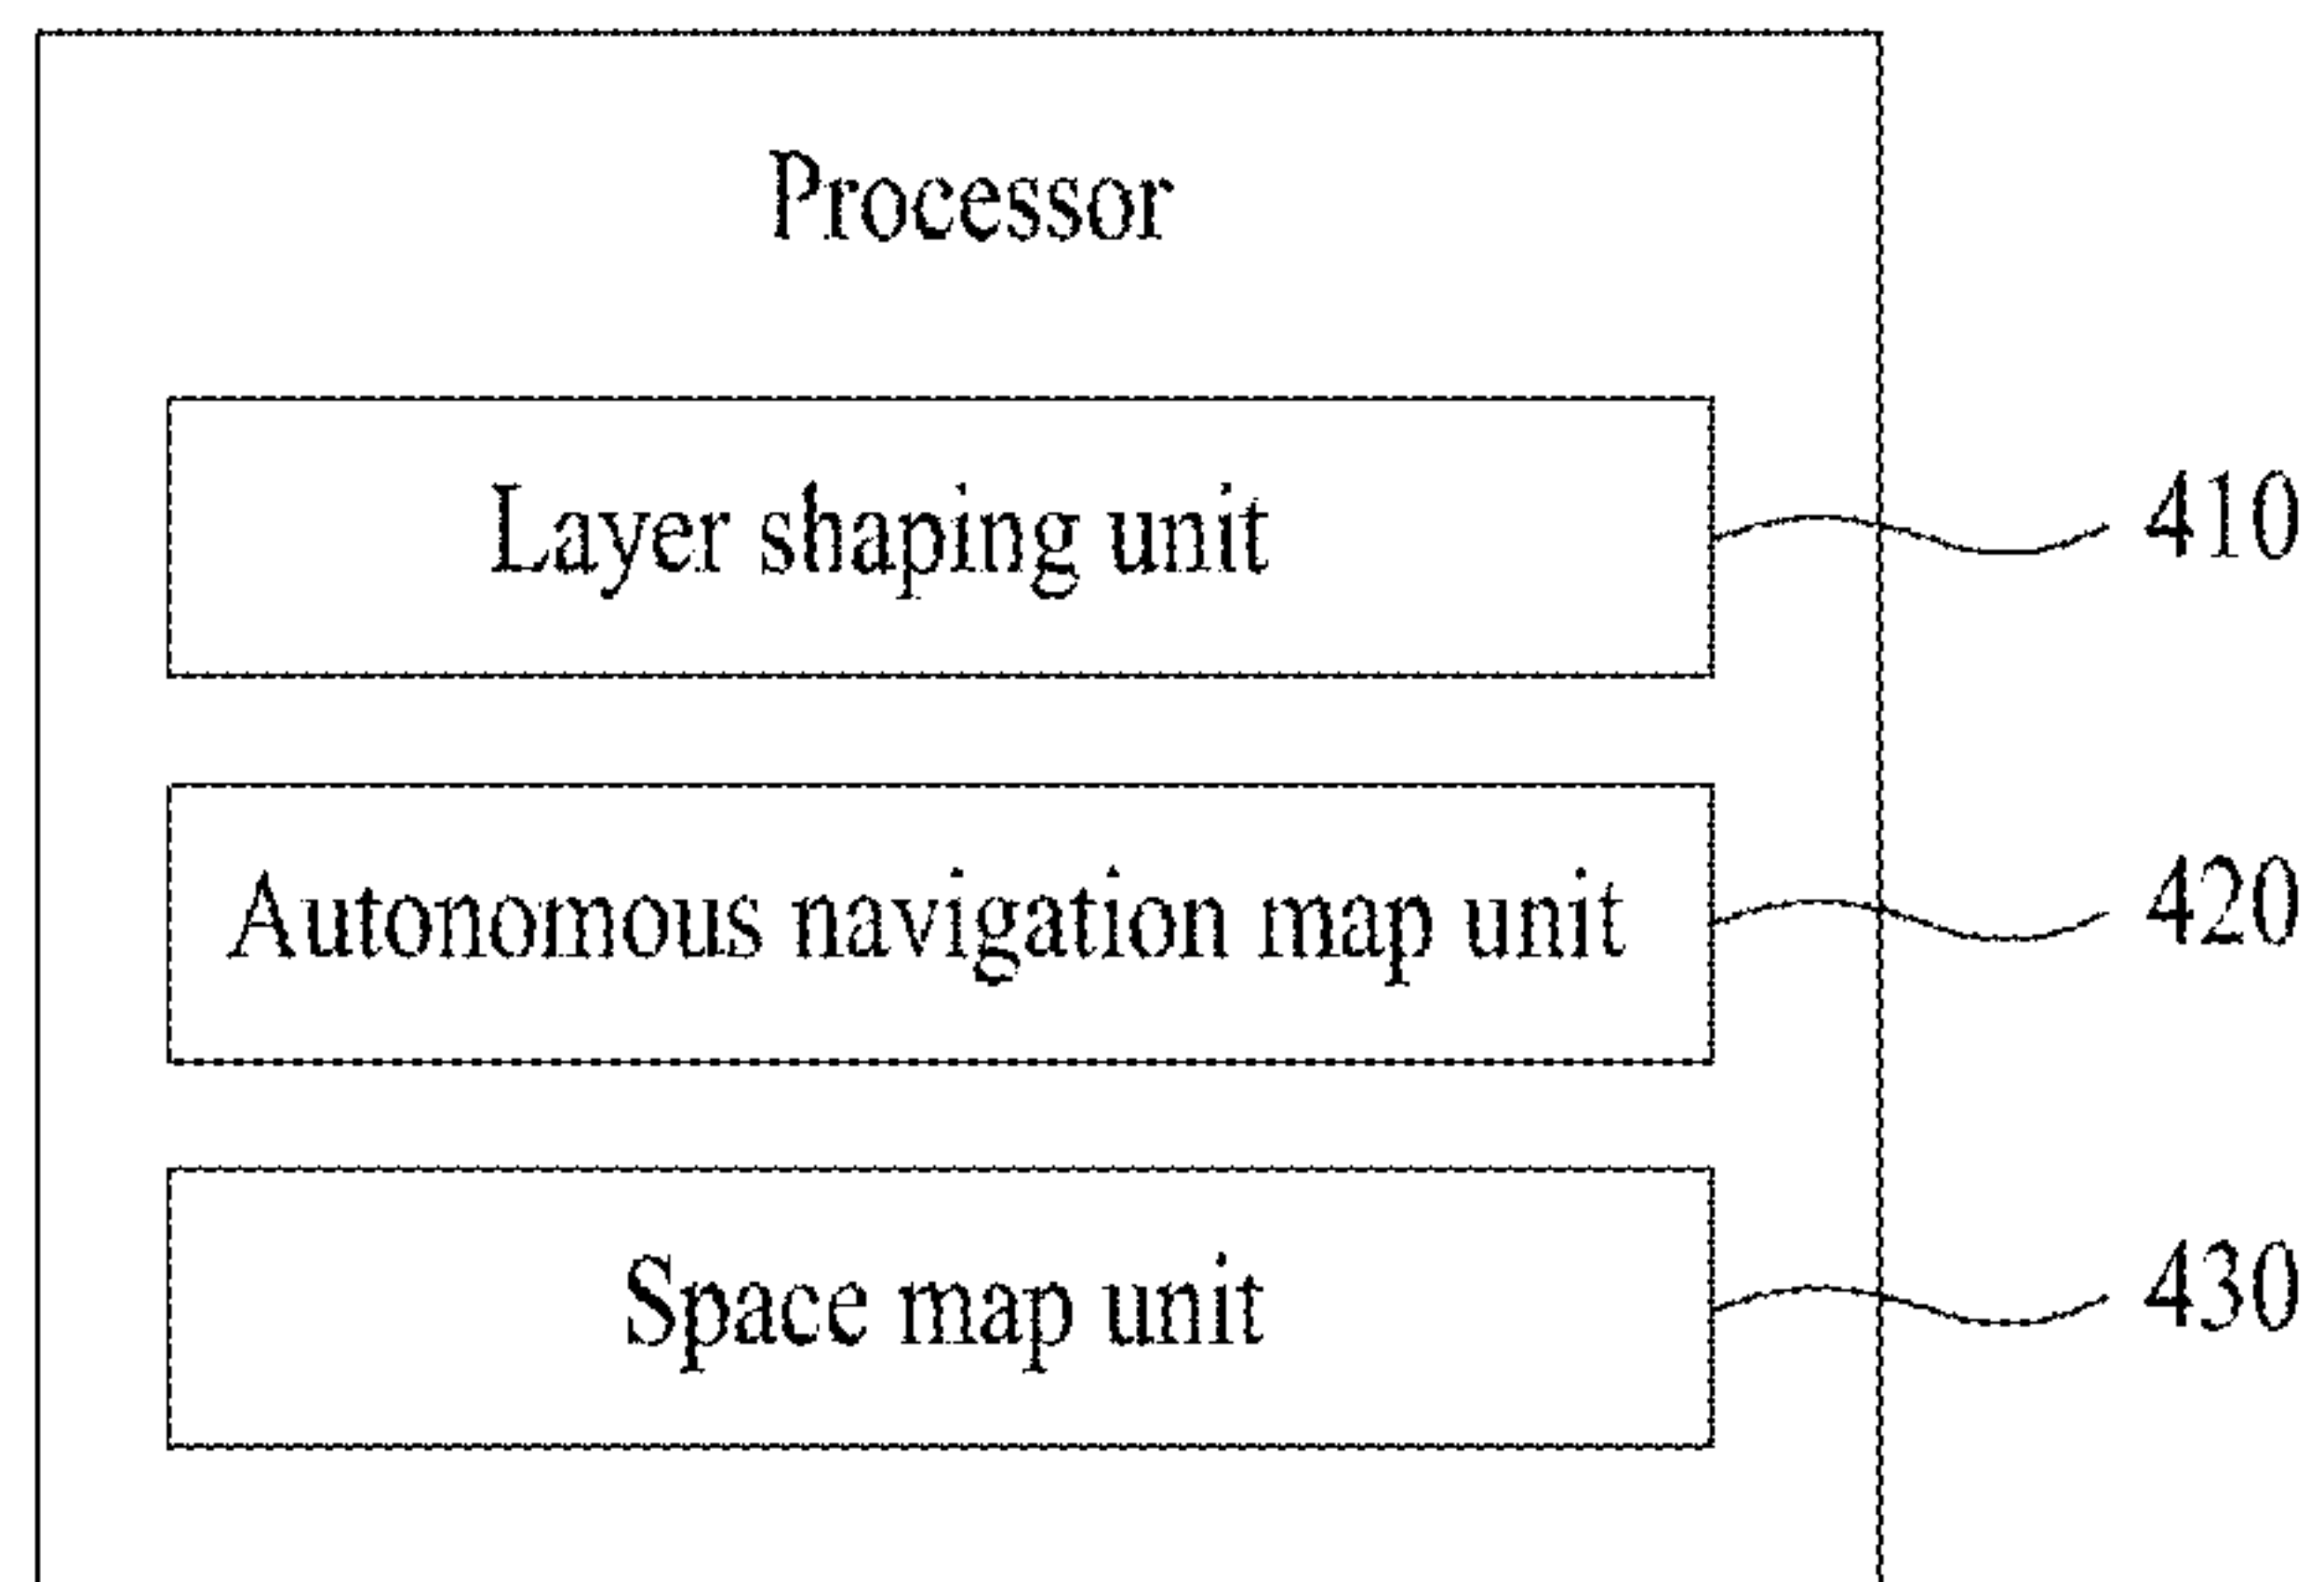 Processor
Layer shaping unit 410
Autonomous navigation map unit 420
Space map unit 430